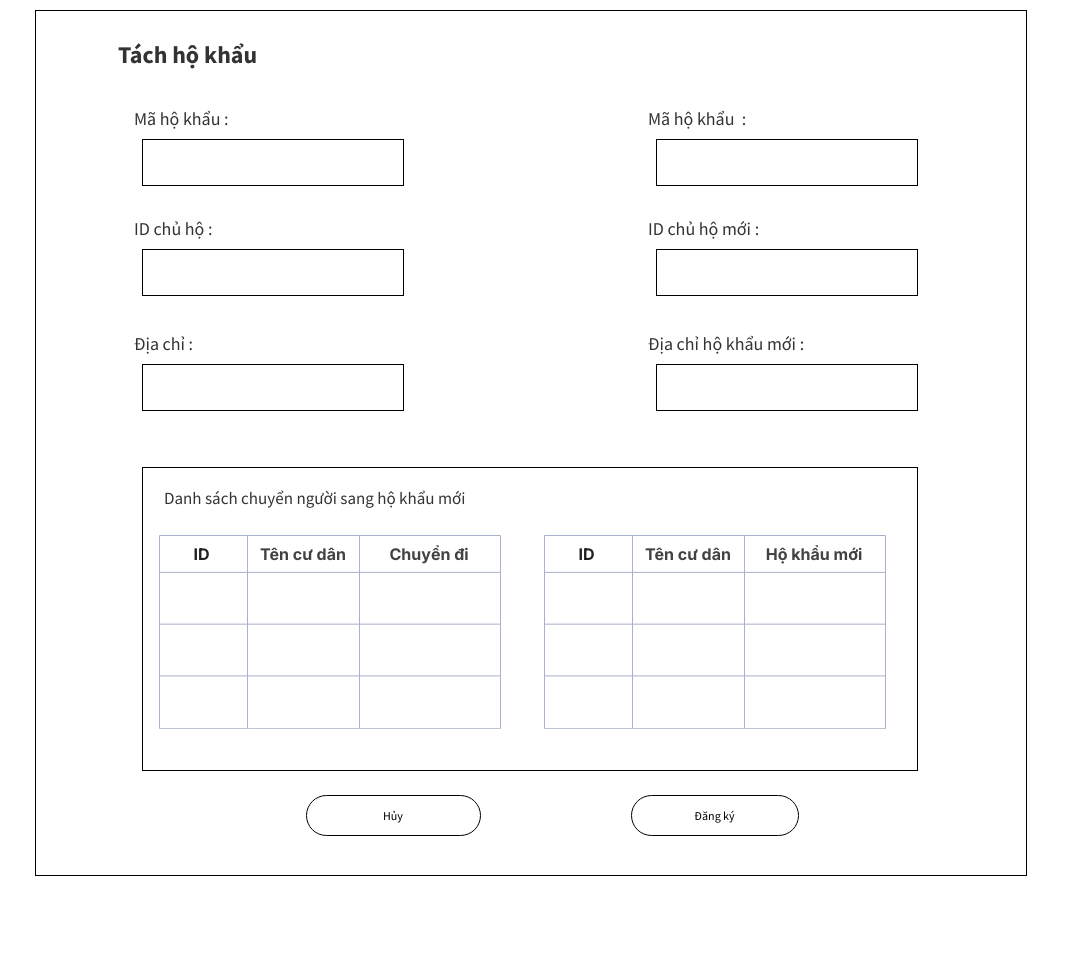 Tách hộ khẩu
Mã hộ khẩu :
Mã hộ khẩu  :
ID chủ hộ :
ID chủ hộ mới :
Địa chỉ :
Địa chỉ hộ khẩu mới :
Danh sách chuyển người sang hộ khẩu mới
ID Tên cư dân Chuyển đi
ID Tên cư dân Hộ khẩu mới
Hủy
Đăng ký